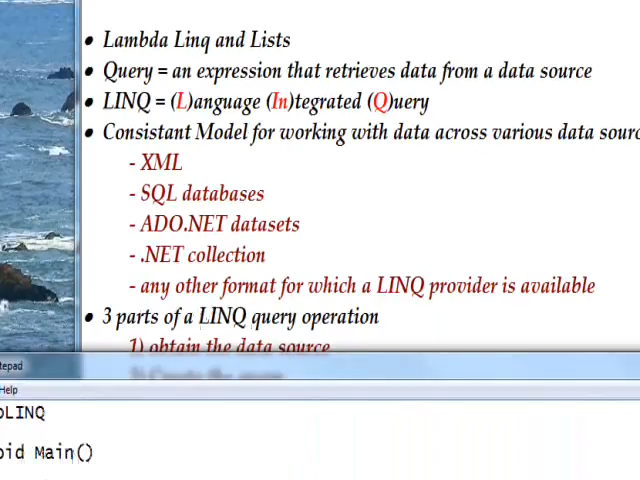 ● Lambda Linq and Lists
● Query = an expression that retrieves data from a data source
● LINQ = (L)anguage (In)tegrated (Q)uery
● Consistant Model for working with data across various data sourc
- XML
- SQL databases
- ADO.NET datasets
- .NET collection
- any other format for which a LINQ provider is available
● 3 parts of a LINQ query operation
1) obtain the data source
tepad
Help
oLINQ
oid Main()